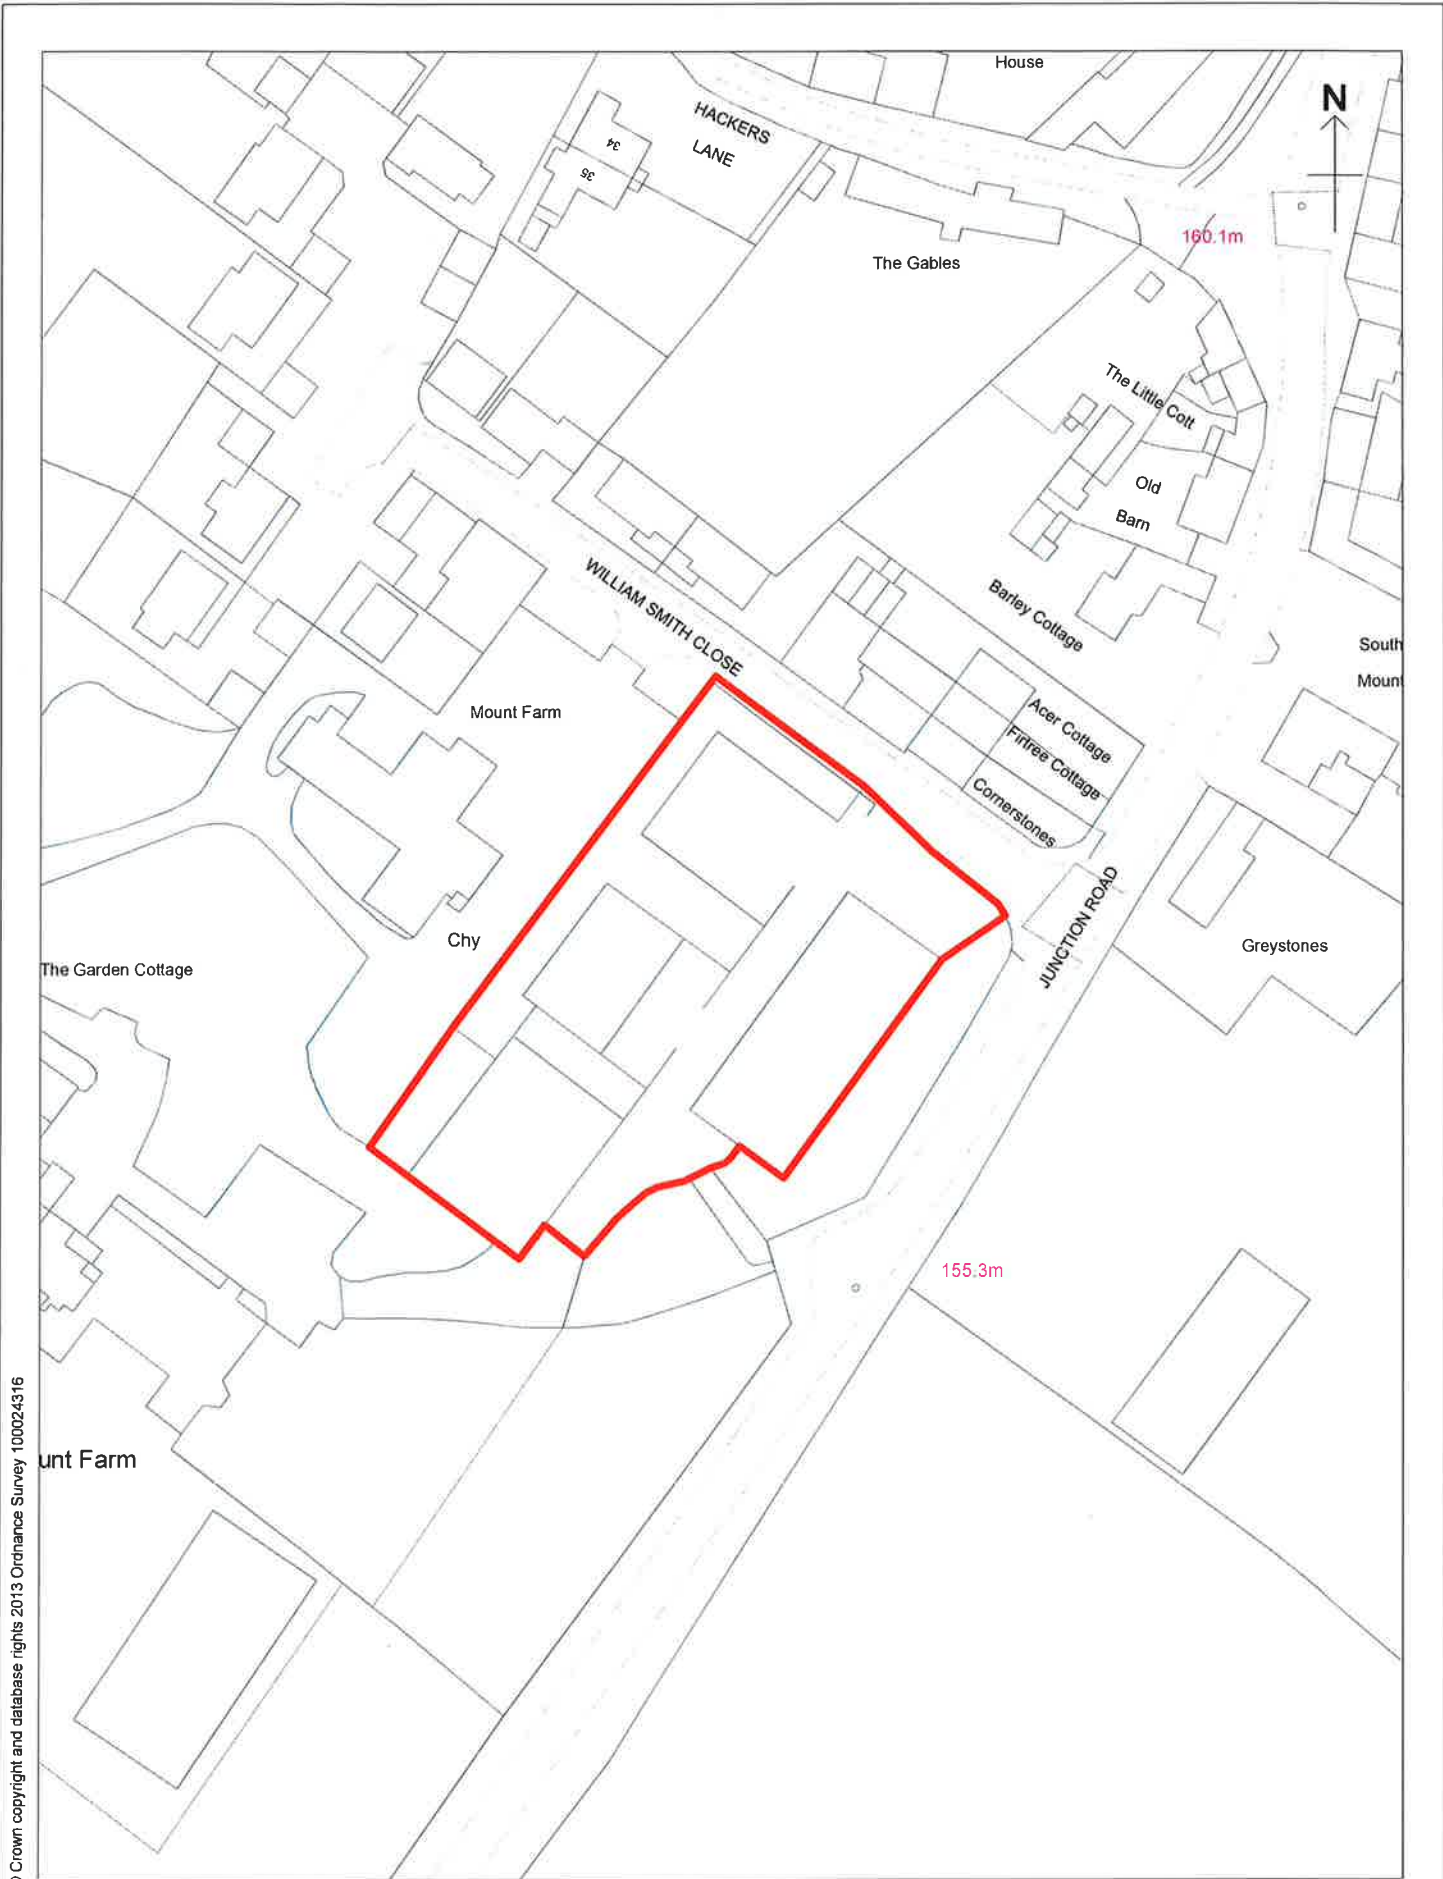 House
N
HACKERS
LANE
34
35
160.1m
The Gables
The Little Cott
Old
Barn
WILLIAM SMITH CLOSE
Barley Cottage
South
Mount
Mount Farm
Acer Cottage
Firtree Cottage
Cornerstones
JUNCTION ROAD
Chy
Greystones
The Garden Cottage
155.3m
unt Farm
Crown copyright and database rights 2013 Ordnance Survey 100024316